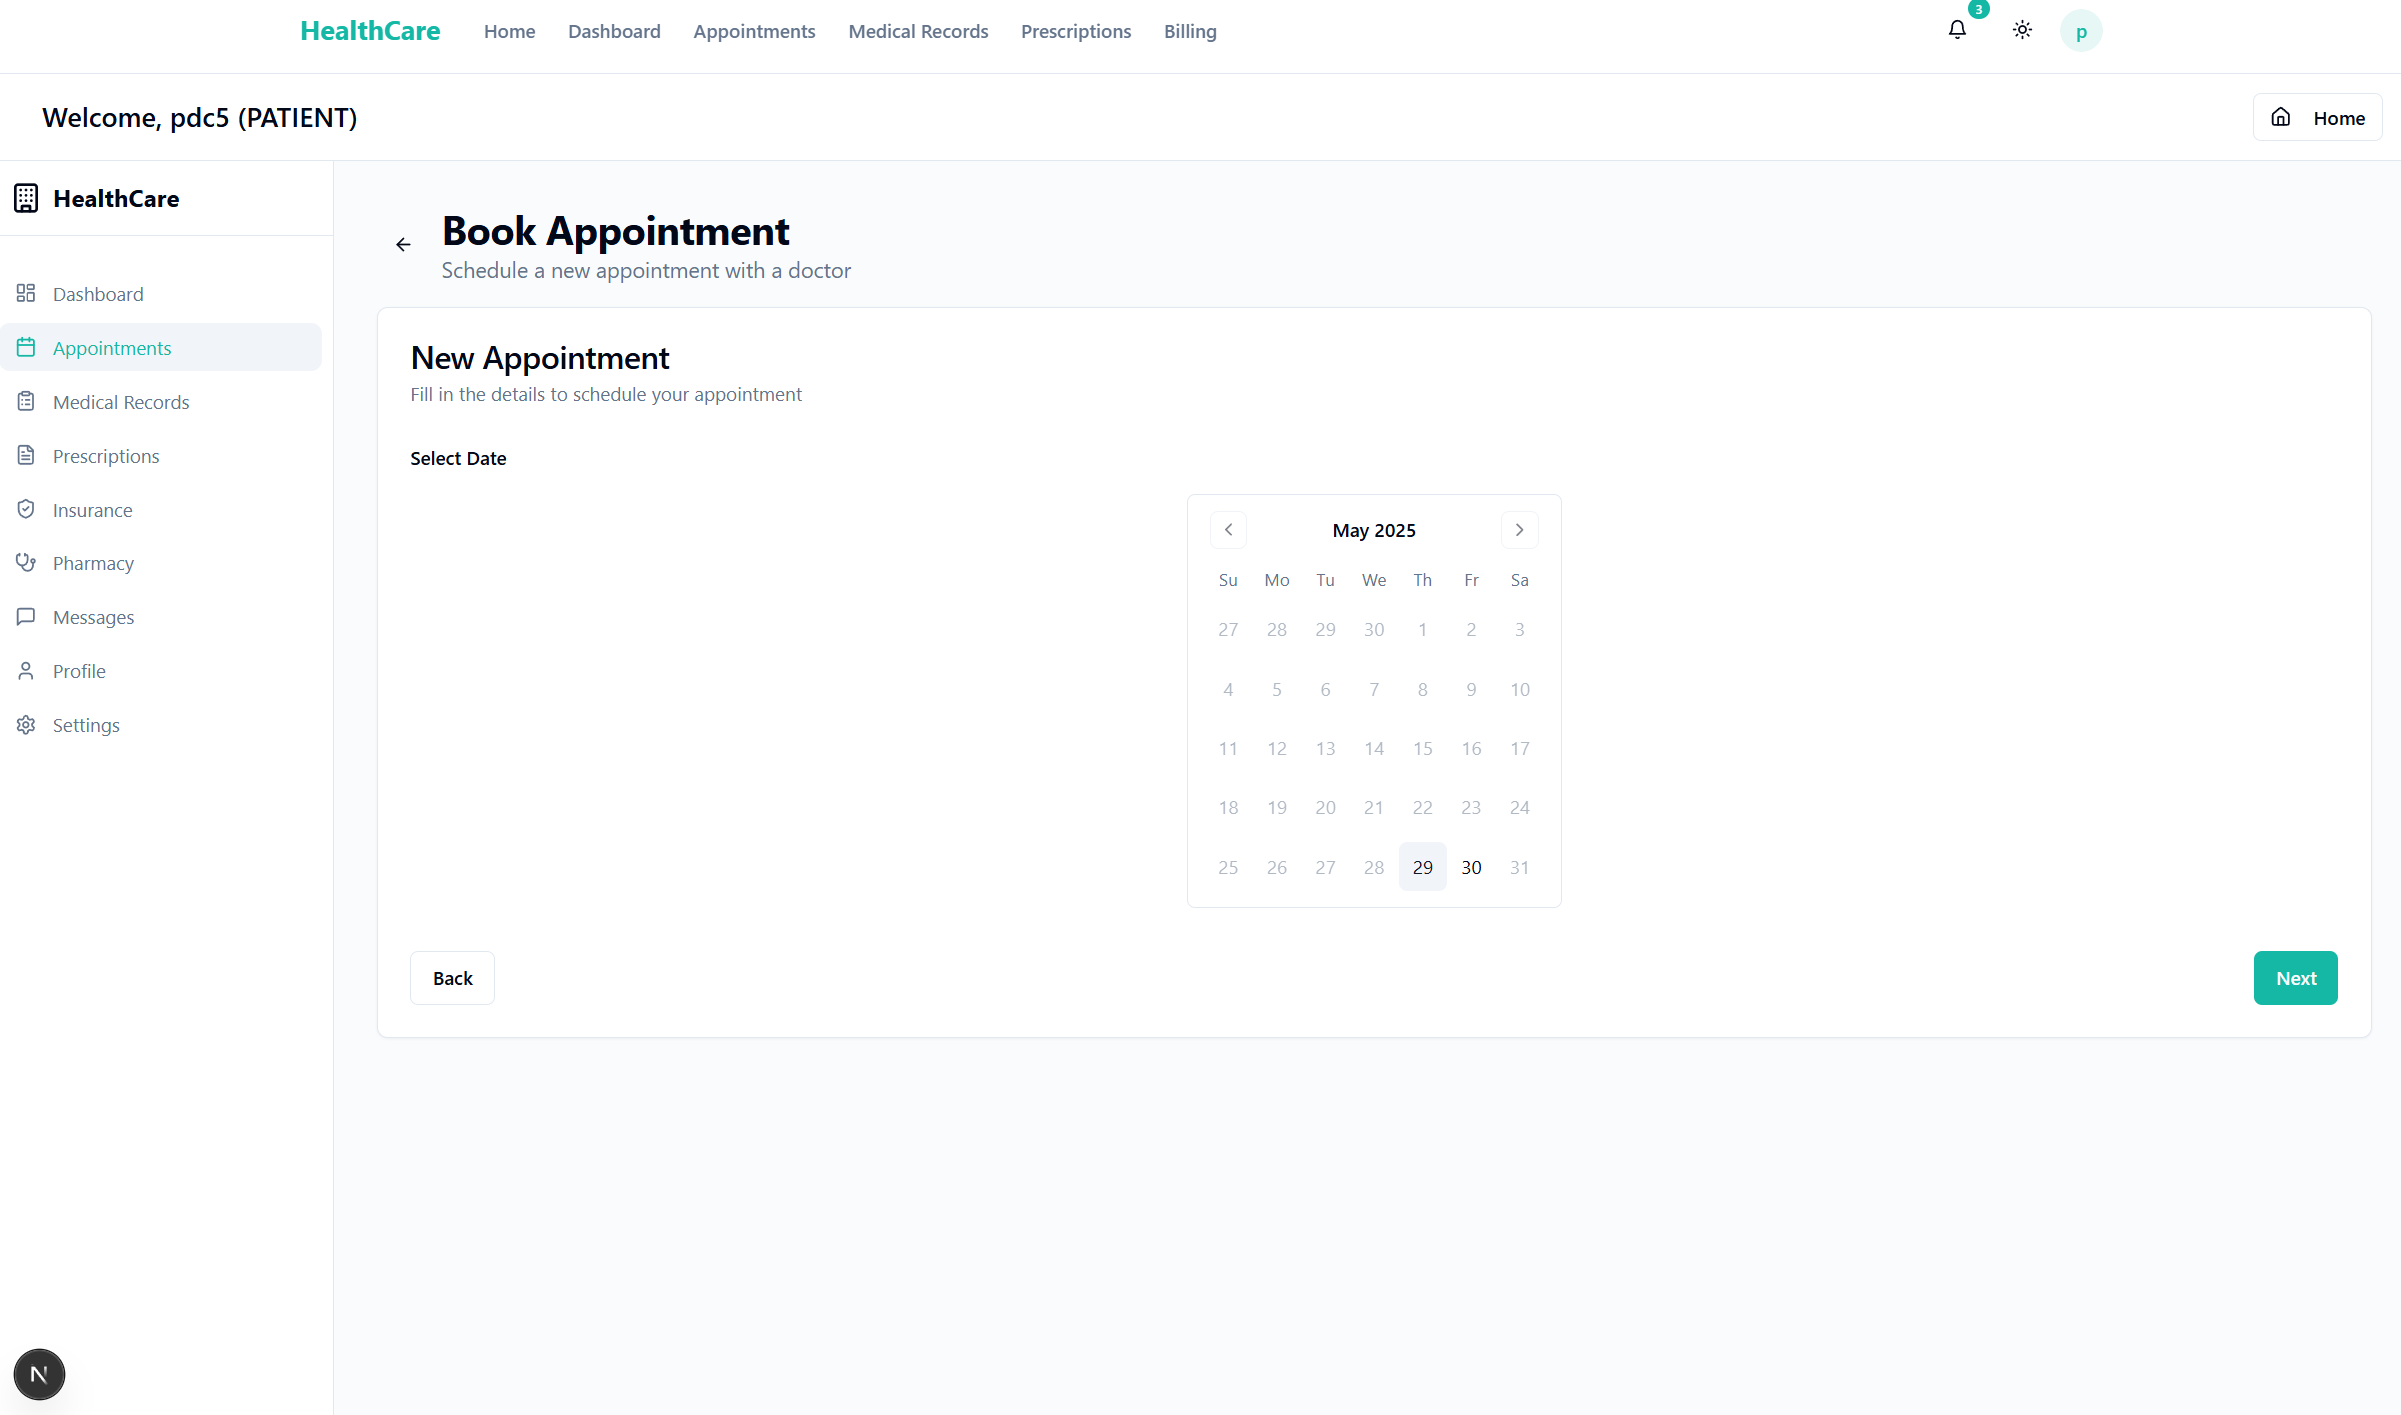 HealthCare Home Dashboard Appointments Medical Records Prescriptions Billing 3 p
Welcome, pdc5 (PATIENT) Home
HealthCare
Dashboard
Appointments
Medical Records
Prescriptions
Insurance
Pharmacy
Messages
Profile
Settings
N
Book Appointment
Schedule a new appointment with a doctor
New Appointment
Fill in the details to schedule your appointment
Select Date
May 2025
Su Mo Tu We Th Fr Sa
27 28 29 30 1 2 3
4 5 6 7 8 9 10
11 12 13 14 15 16 17
18 19 20 21 22 23 24
25 26 27 28 29 30 31
Back Next